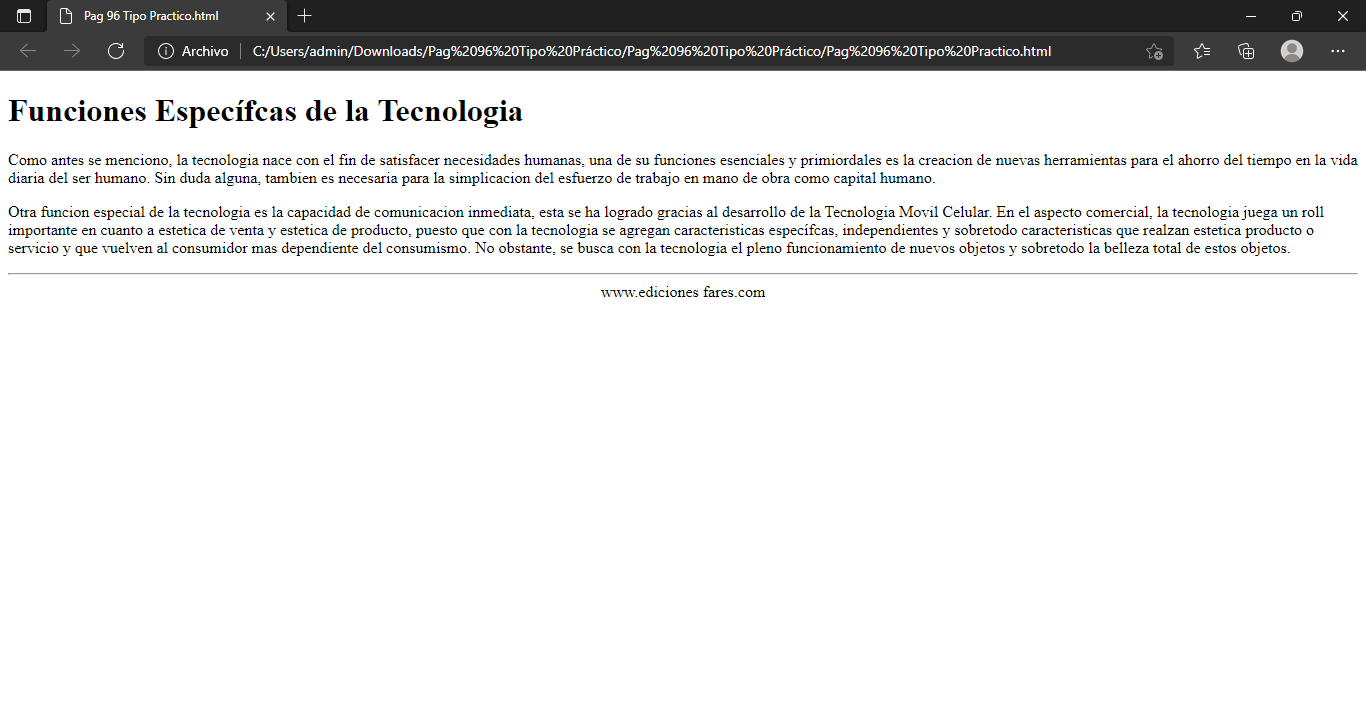 Pag 96 Tipo Practico.html
Archivo
C:/Users/admin/Downloads/Pag%2096%20Tipo%20Práctico/Pag%2096%20Tipo%20Práctico/Pag%2096%20Tipo%20Practico.html
Funciones Específcas de la Tecnologia
Como antes se menciono, la tecnologia nace con el fin de satisfacer necesidades humanas, una de su funciones esenciales y primiordales es la creacion de nuevas herramientas para el ahorro del tiempo en la vida
diaria del ser humano. Sin duda alguna, tambien es necesaria para la simplicacion del esfuerzo de trabajo en mano de obra como capital humano.
Otra funcion especial de la tecnologia es la capacidad de comunicacion inmediata, esta se ha logrado gracias al desarrollo de la Tecnologia Movil Celular. En el aspecto comercial, la tecnologia juega un roll
importante en cuanto a estetica de venta y estetica de producto, puesto que con la tecnologia se agregan caracteristicas específcas, independientes y sobretodo caracteristicas que realzan estetica producto o
servicio y que vuelven al consumidor mas dependiente del consumismo. No obstante, se busca con la tecnologia el pleno funcionamiento de nuevos objetos y sobretodo la belleza total de estos objetos.
www.ediciones fares.com